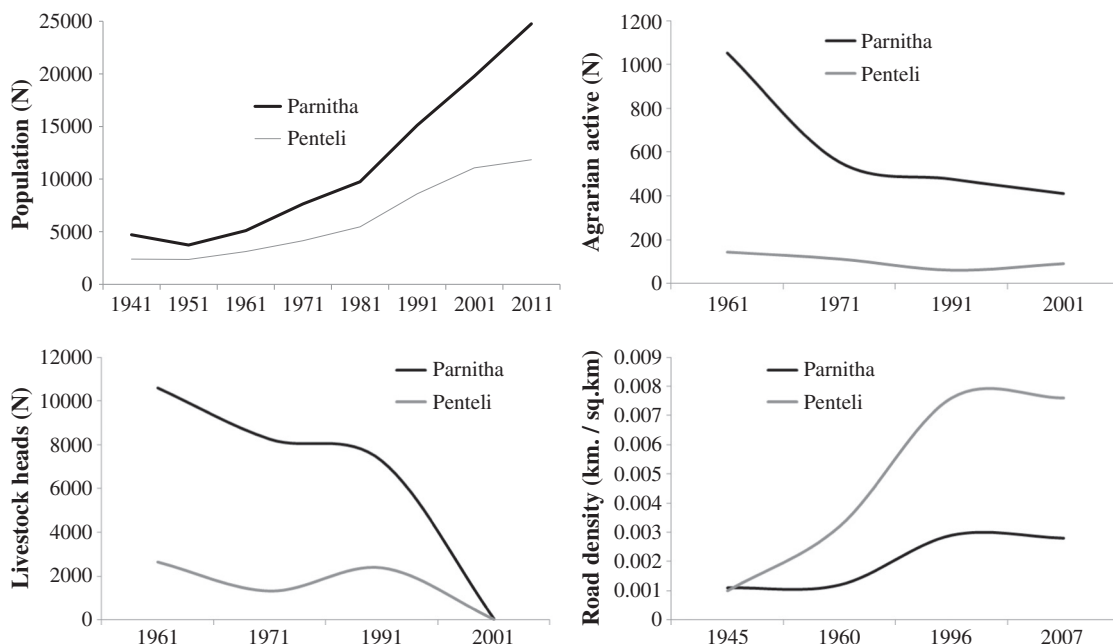 Population (N)
25000
20000
15000
10000
5000
0
Parnitha
Penteli
1941 1951 1961 1971 1981 1991 2001 2011
Agrarian active (N)
1200
1000
800
600
400
200
0
Parnitha
Penteli
1961 1971 1991 2001
Livestock heads (N)
12000
10000
8000
6000
4000
2000
0
Parnitha
Penteli
1961 1971 1991 2001
Road density (km. / sq.km)
0.009
0.008
0.007
0.006
0.005
0.004
0.003
0.002
0.001
0
Parnitha
Penteli
1945 1960 1996 2007